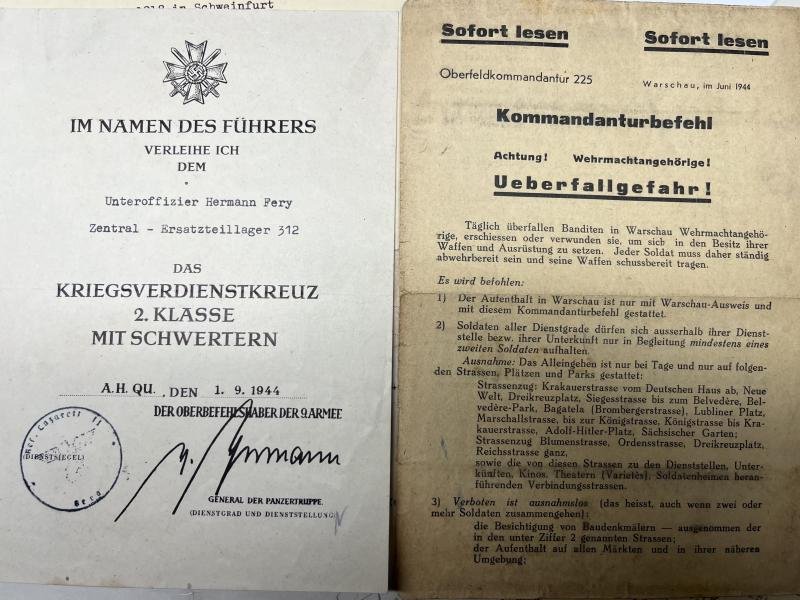 in Schweinfurt
IM NAMEN DES FÜHRERS
VERLEIHE ICH
DEM
Unteroffizier Hermann Fery
Zentral - Ersatzteillager 312
DAS
KRIEGSVERDIENSTKREUZ
2. KLASSE
MIT SCHWERTERN
A.H. QU. , DEN 1. 9. 1944
DER OBERBEFEHLSHABER DER 9. ARMEE
(DIENSTSIEGEL)
GENERAL DER PANZERTRUPPE
(DIENSTGRAD UND DIENSTSTELLUNG)
Sofort lesen
Sofort lesen
Oberfeldkommandantur 225
Warschau, im Juni 1944
Kommandanturbefehl
Achtung! Wehrmachtangehörige!
Ueberfallgefahr!
Täglich überfallen Banditen in Warschau Wehrmachtangehö-
rige, erschiessen oder verwunden sie, um sich in den Besitz ihrer
Waffen und Ausrüstung zu setzen. Jeder Soldat muss daher ständig
abwehrbereit sein und seine Waffen schussbereit tragen.
Es wird befohlen:
1) Der Aufenthalt in Warschau ist nur mit Warschau-Ausweis und
mit diesem Kommandanturbefehl gestattet.
2) Soldaten aller Dienstgrade dürfen sich ausserhalb ihrer Dienst-
stelle bezw. ihrer Unterkunft nur in Begleitung mindestens eines
zweiten Soldaten aufhalten.
Ausnahme: Das Alleingehen ist nur bei Tage und nur auf folgen-
den Strassen, Plätzen und Parks gestattet:
Strassenzug: Krakauerstrasse vom Deutschen Haus ab, Neue
Welt, Dreikreuzplatz, Siegesstrasse bis zum Belvedère, Bel-
vedère-Park, Bagatela (Brombergerstrasse), Lubliner Platz,
Marschallstrasse, bis zur Königstrasse, Königstrasse bis Kra-
kauerstrasse, Adolf-Hitler-Platz, Sächsischer Garten;
Strassenzug Blumenstrasse, Ordensstrasse, Dreikreuzplatz,
Reichsstrasse ganz,
sowie die von diesen Strassen zu den Dienststellen, Unter-
künften, Kinos, Theatern (Varietès), Soldatenheimen heran-
führenden Verbindungsstrassen.
3) Verboten ist ausnahmslos (das heisst, auch wenn zwei oder
mehr Soldaten zusammengehen):
die Besichtigung von Baudenkmälern — ausgenommen der
in den unter Ziffer 2 genannten Strassen;
der Aufenthalt auf allen Märkten und in ihrer näheren
Umgebung;